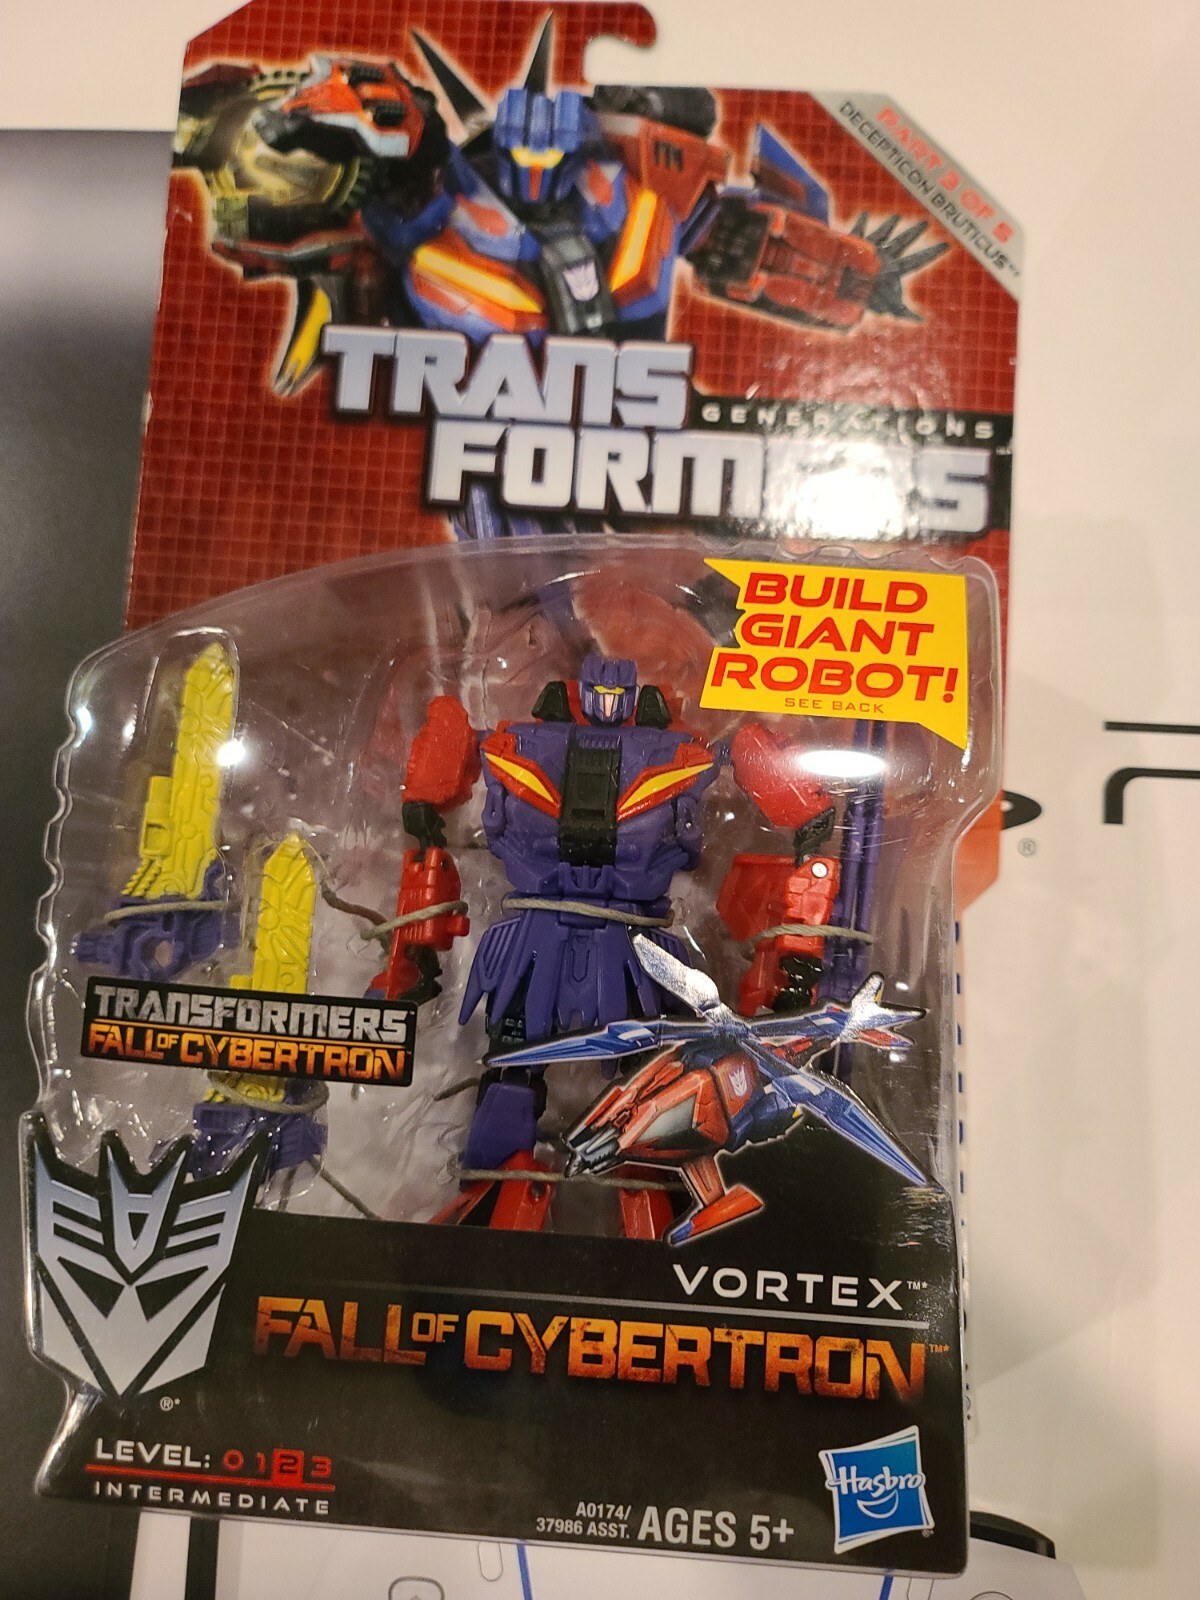 PART 3 OF 5
DECEPTICON BRUTICUS™*
TRANS
GENERATIONS
FORMERS
BUILD
GIANT
ROBOT!
SEE BACK
®
TRANSFORMERS
FALL OF CYBERTRON
VORTEX™*
FALL OF CYBERTRON™*
®*
LEVEL: 0 1 2 3
INTERMEDIATE
A0174/
37986 ASST.
AGES 5+
Hasbro
®*